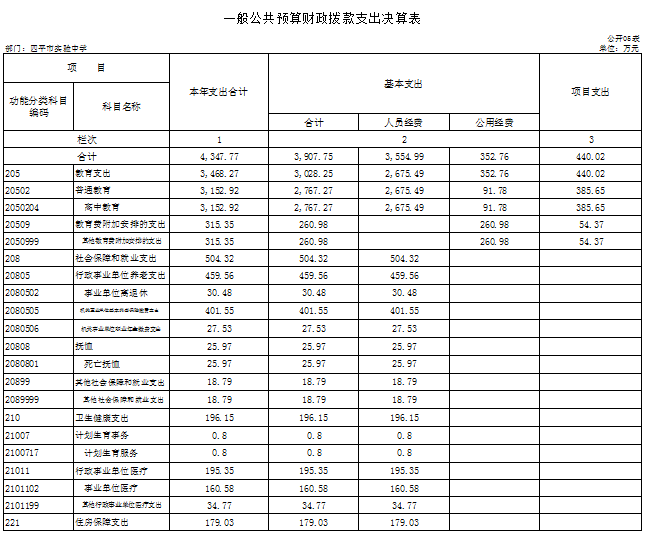 一般公共预算财政拨款支出决算表
公开05表
部门：四平市实验中学 单位：万元
项 目 本年支出合计 基本支出 项目支出
功能分类科目编码 科目名称 合计 人员经费 公用经费
栏次 1 2 3
合计 4,347.77 3,907.75 3,554.99 352.76 440.02
205 教育支出 3,468.27 3,028.25 2,675.49 352.76 440.02
20502 普通教育 3,152.92 2,767.27 2,675.49 91.78 385.65
2050204 高中教育 3,152.92 2,767.27 2,675.49 91.78 385.65
20509 教育费附加安排的支出 315.35 260.98 260.98 54.37
2050999 其他教育费附加安排的支出 315.35 260.98 260.98 54.37
208 社会保障和就业支出 504.32 504.32 504.32
20805 行政事业单位养老支出 459.56 459.56 459.56
2080502 事业单位离退休 30.48 30.48 30.48
2080505 机关事业单位基本养老保险缴费支出 401.55 401.55 401.55
2080506 机关事业单位职业年金缴费支出 27.53 27.53 27.53
20808 抚恤 25.97 25.97 25.97
2080801 死亡抚恤 25.97 25.97 25.97
20899 其他社会保障和就业支出 18.79 18.79 18.79
2089999 其他社会保障和就业支出 18.79 18.79 18.79
210 卫生健康支出 196.15 196.15 196.15
21007 计划生育事务 0.8 0.8 0.8
2100717 计划生育服务 0.8 0.8 0.8
21011 行政事业单位医疗 195.35 195.35 195.35
2101102 事业单位医疗 160.58 160.58 160.58
2101199 其他行政事业单位医疗支出 34.77 34.77 34.77
221 住房保障支出 179.03 179.03 179.03